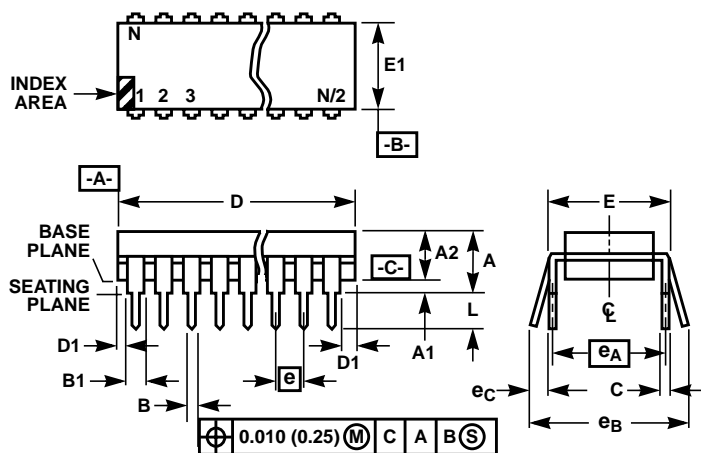 N
INDEX
AREA
1 2 3 N/2
E1
-B-
-A-
D
E
BASE
PLANE
A2
A
-C-
SEATING
PLANE
L
D1
B1
B
e
D1
A1
C
L
eA
eC
C
eB
⌖ 0.010 (0.25) Ⓜ C A B Ⓢ